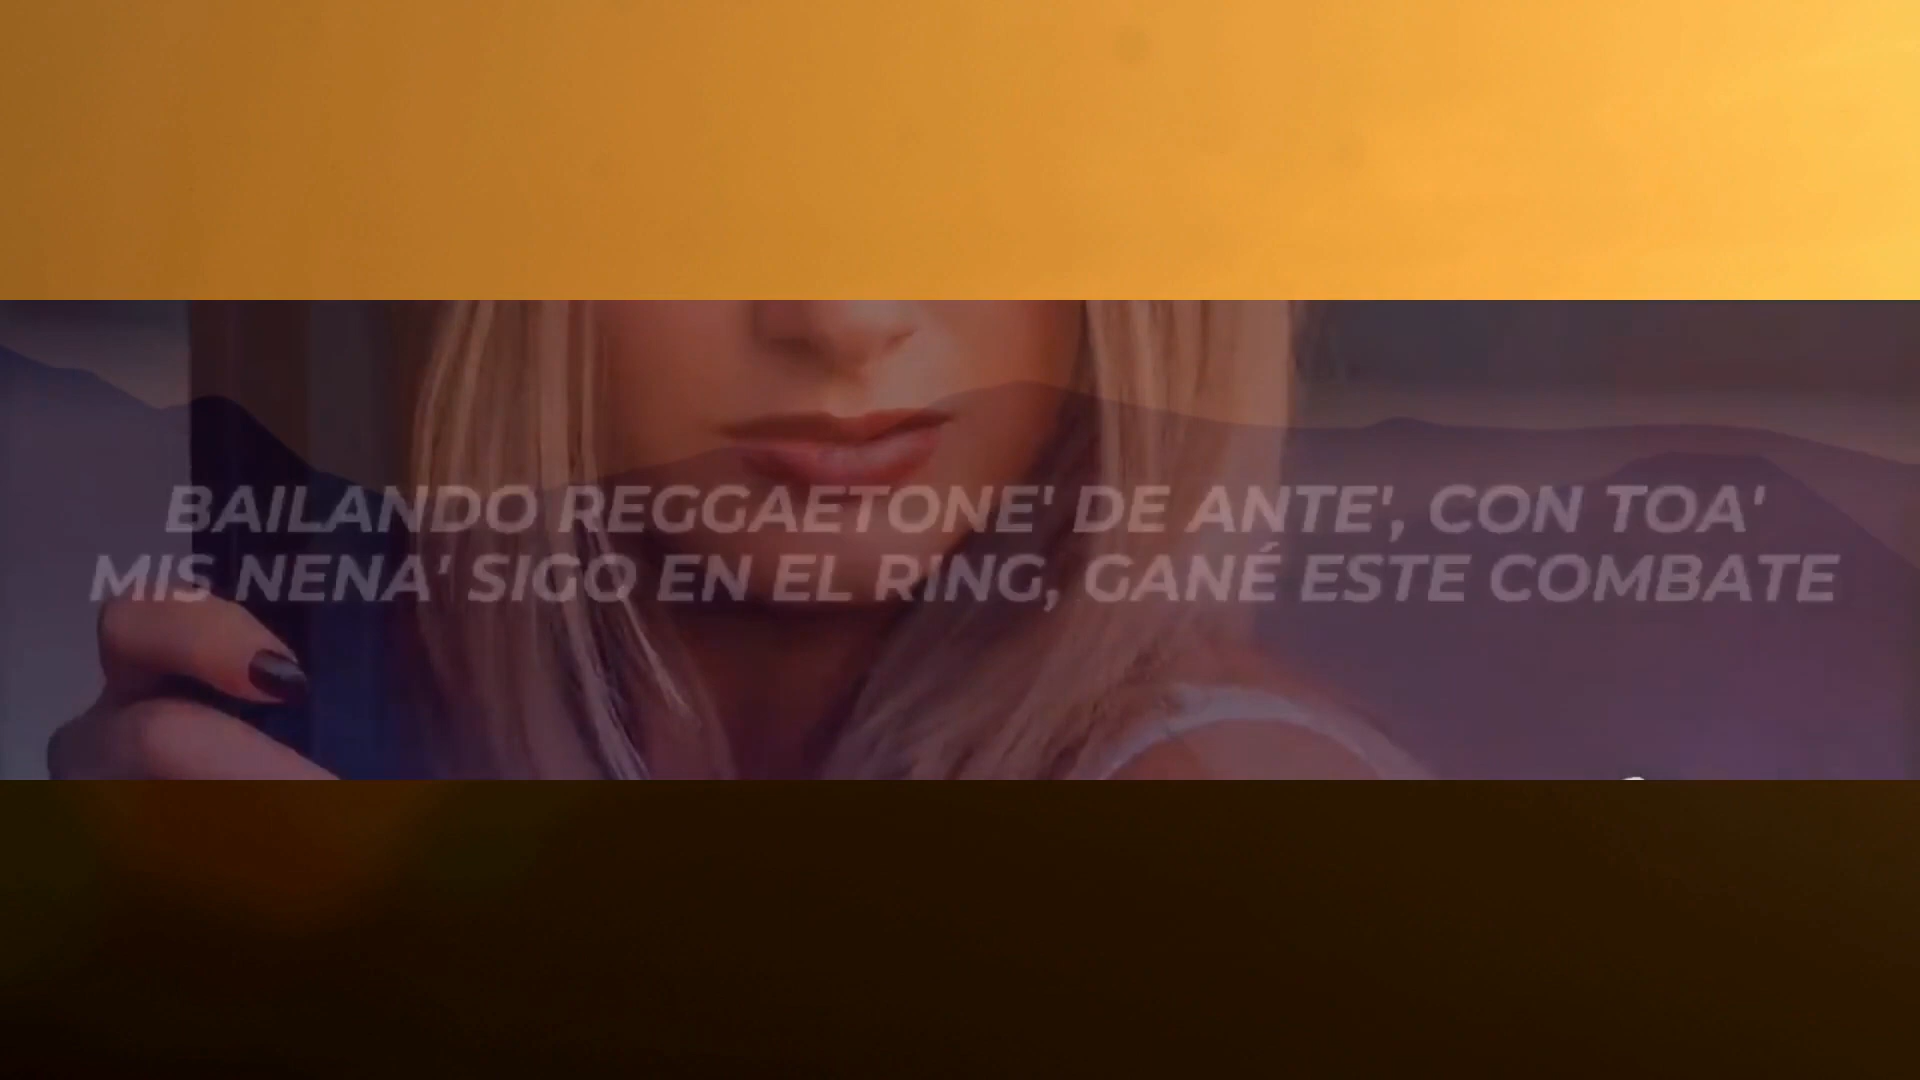 BAILANDO REGGAETONE' DE ANTE', CON TOA'
MIS NENA' SIGO EN EL RING, GANÉ ESTE COMBATE